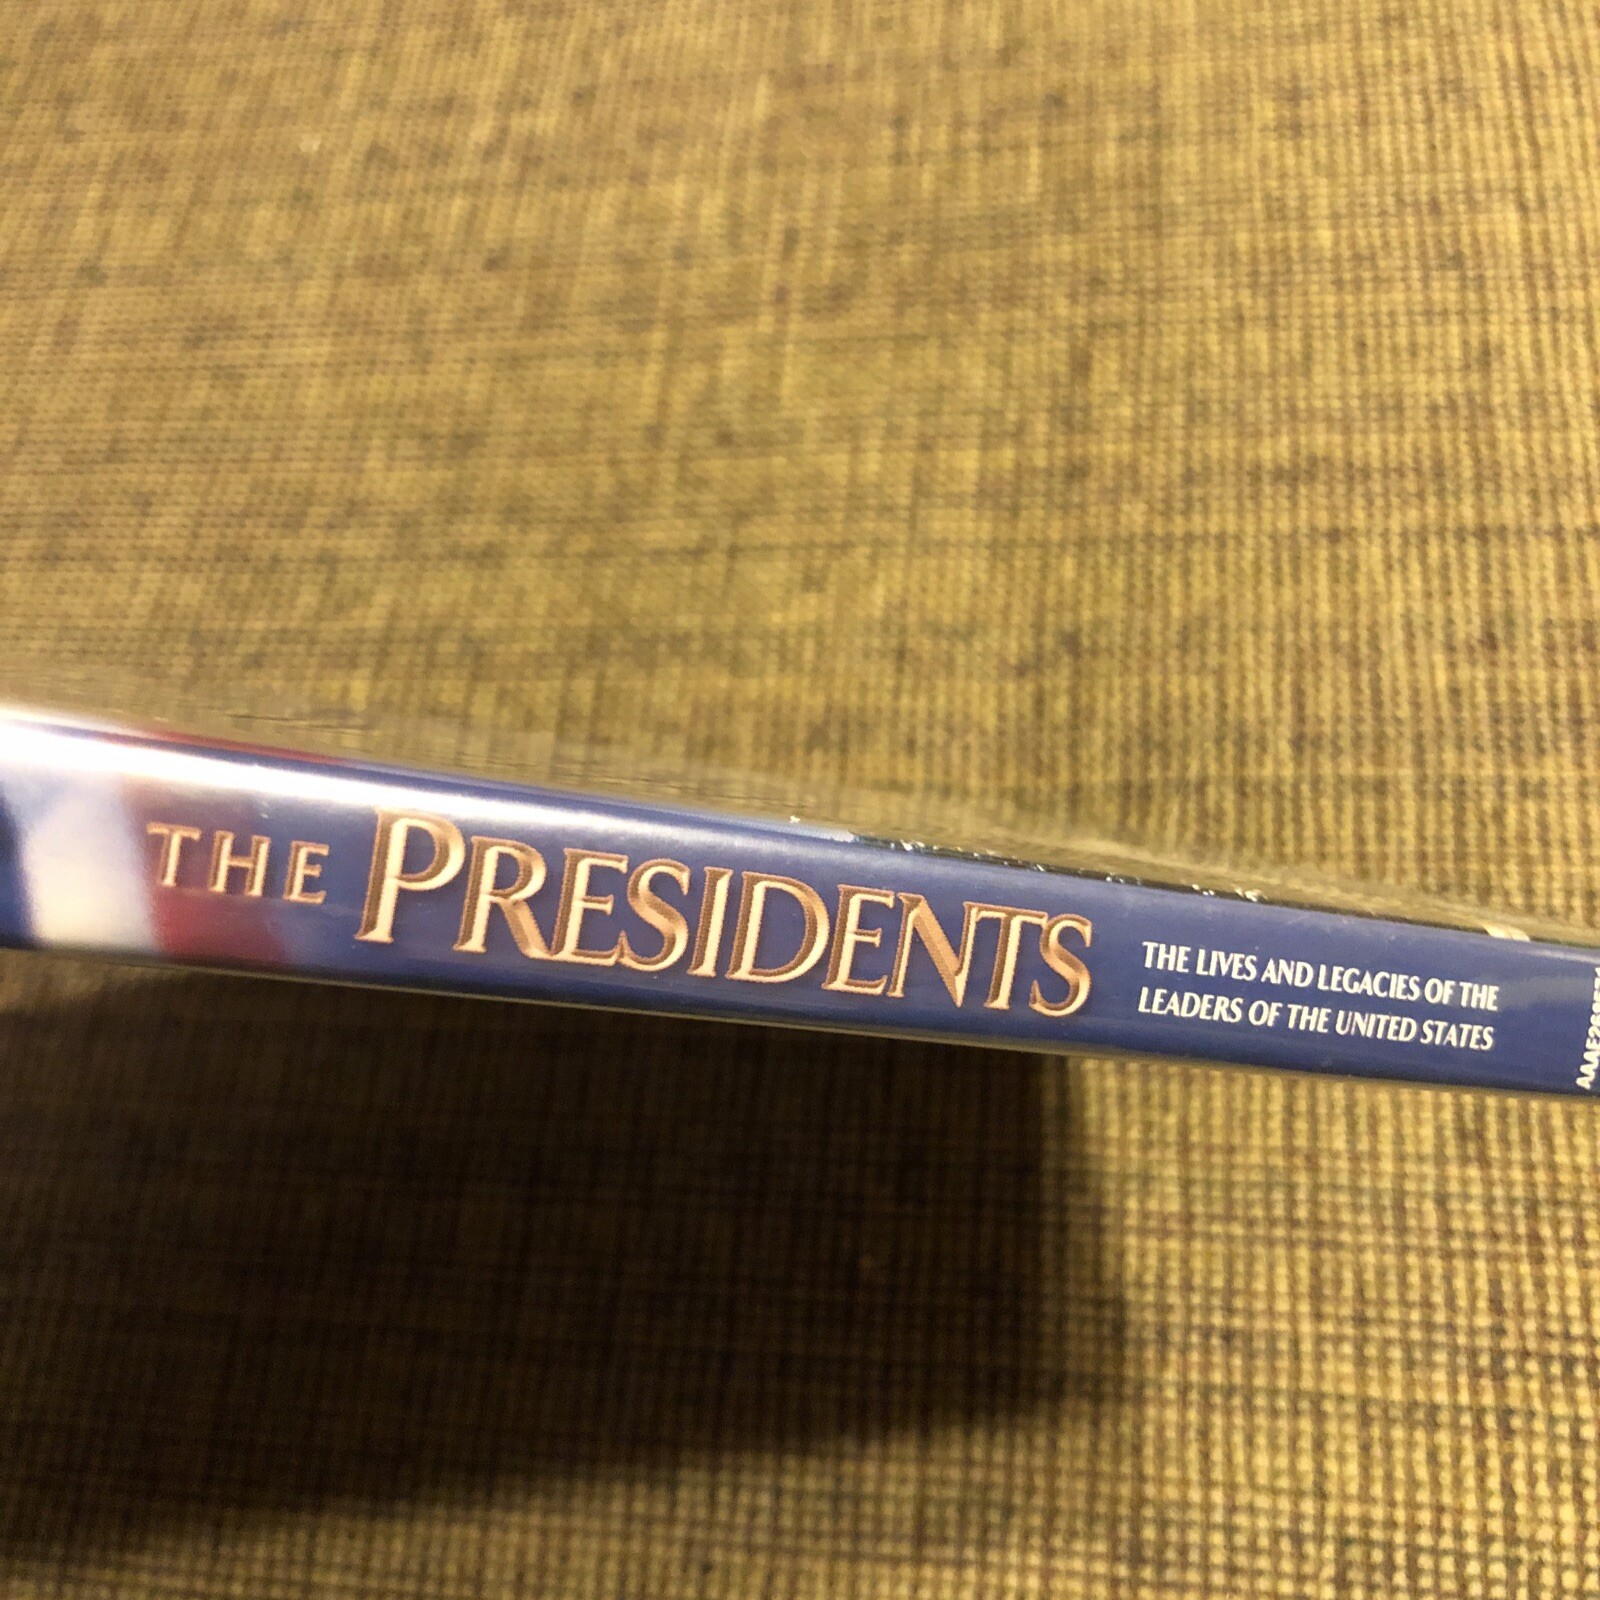 THE PRESIDENTS
THE LIVES AND LEGACIES OF THE
LEADERS OF THE UNITED STATES